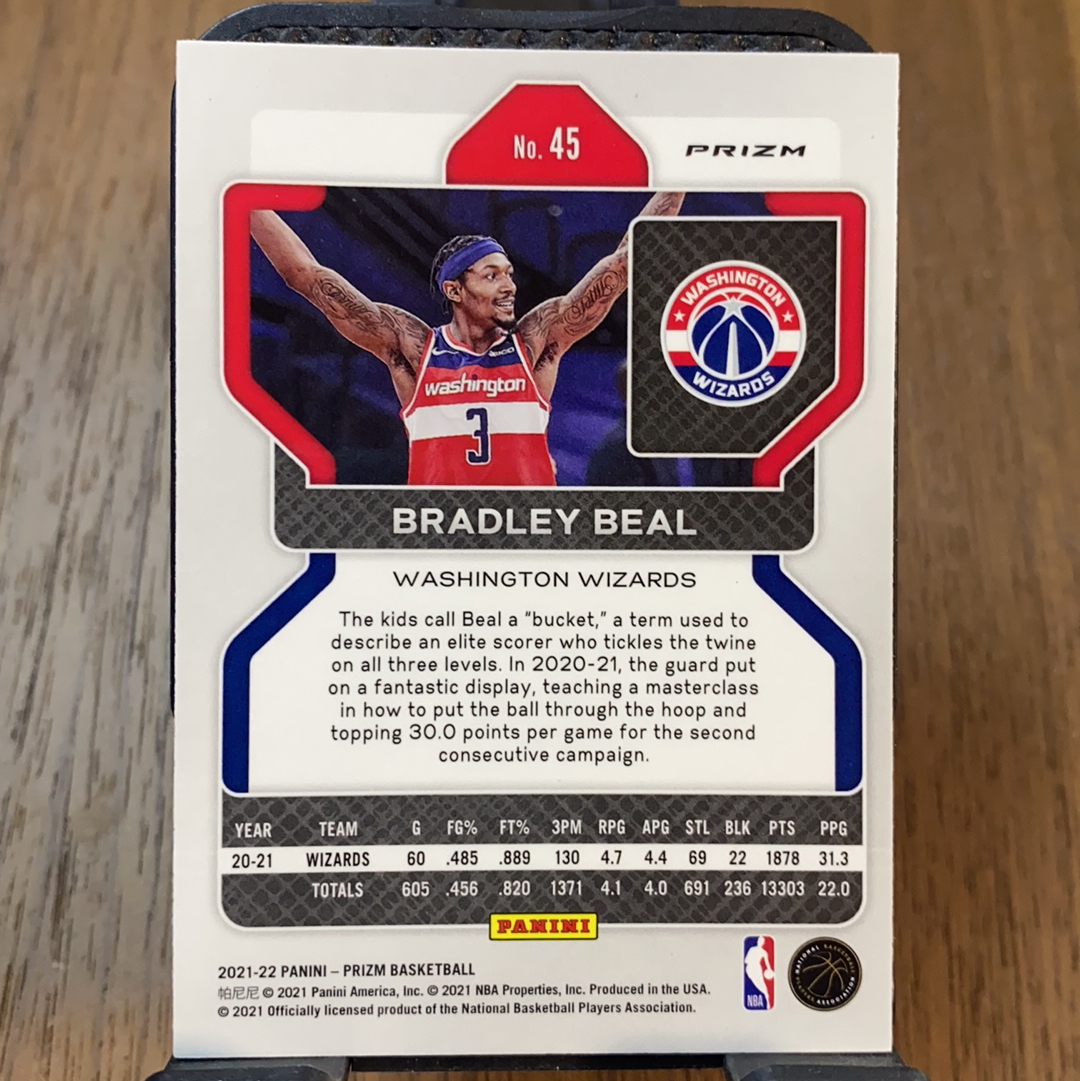 No. 45
PRIZM
WASHINGTON
WIZARDS
washington
3
BRADLEY BEAL
WASHINGTON WIZARDS
The kids call Beal a “bucket,” a term used to
describe an elite scorer who tickles the twine
on all three levels. In 2020-21, the guard put
on a fantastic display, teaching a masterclass
in how to put the ball through the hoop and
topping 30.0 points per game for the second
consecutive campaign.
YEAR TEAM G FG% FT% 3PM RPG APG STL BLK PTS PPG
20-21 WIZARDS 60 .485 .889 130 4.7 4.4 69 22 1878 31.3
TOTALS 605 .456 .820 1371 4.1 4.0 691 236 13303 22.0
PANINI
2021-22 PANINI – PRIZM BASKETBALL
帕尼尼 © 2021 Panini America, Inc. © 2021 NBA Properties, Inc. Produced in the USA.
© 2021 Officially licensed product of the National Basketball Players Association.
NBA
NATIONAL BASKETBALL
PLAYERS ASSOCIATION